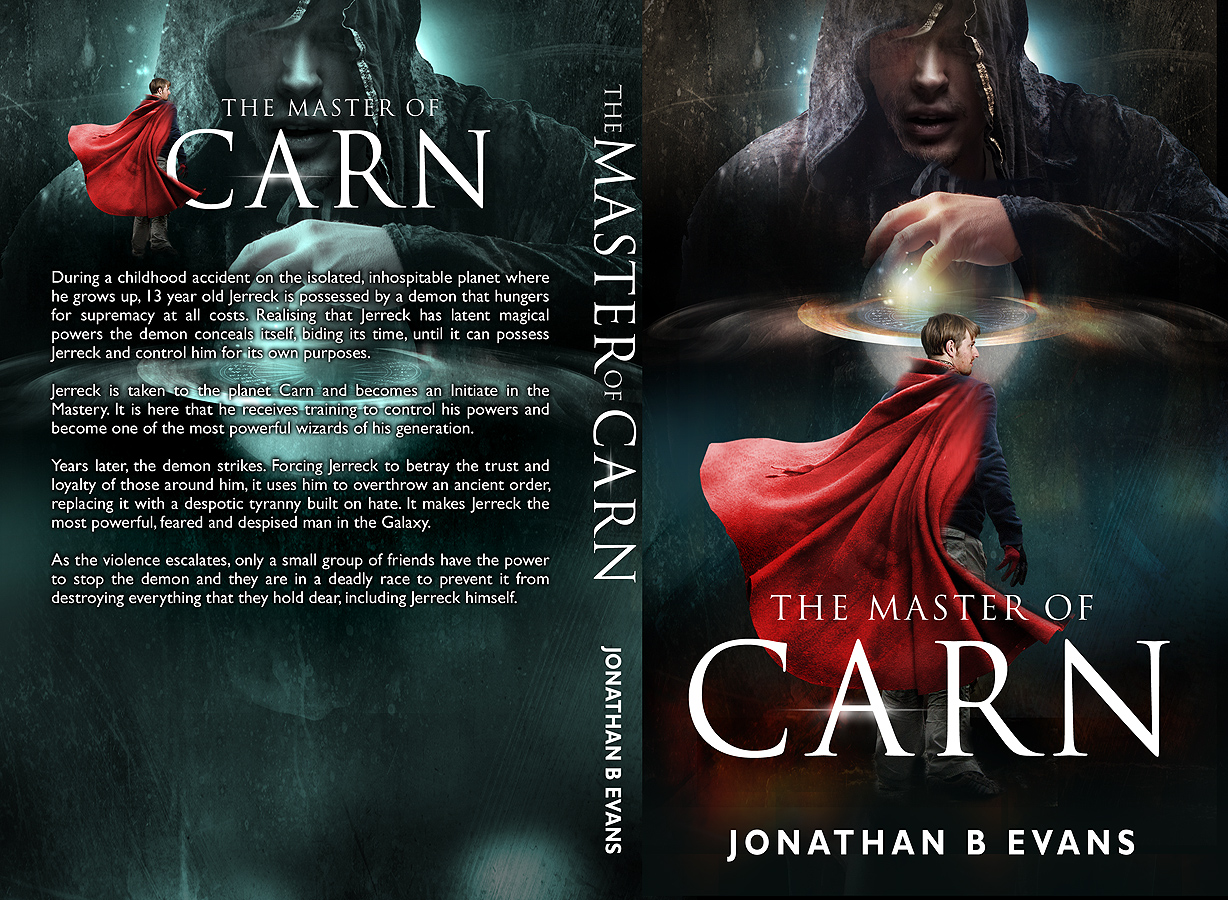 THE MASTER OF
CARN
During a childhood accident on the isolated, inhospitable planet where
he grows up, 13 year old Jerreck is possessed by a demon that hungers
for supremacy at all costs. Realising that Jerreck has latent magical
powers the demon conceals itself, biding its time, until it can possess
Jerreck and control him for its own purposes.
Jerreck is taken to the planet Carn and becomes an Initiate in the
Mastery. It is here that he receives training to control his powers and
become one of the most powerful wizards of his generation.
Years later, the demon strikes. Forcing Jerreck to betray the trust and
loyalty of those around him, it uses him to overthrow an ancient order,
replacing it with a despotic tyranny built on hate. It makes Jerreck the
most powerful, feared and despised man in the Galaxy.
As the violence escalates, only a small group of friends have the power
to stop the demon and they are in a deadly race to prevent it from
destroying everything that they hold dear, including Jerreck himself.
THE MASTER OF CARN
JONATHAN B EVANS
THE MASTER OF
CARN
JONATHAN B EVANS